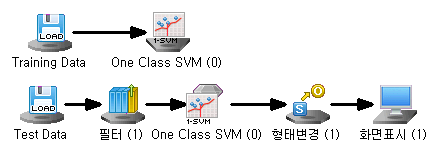 LOAD
1-SVM
Training Data
One Class SVM (0)
LOAD
1-SVM
S
O
Test Data
필터 (1)
One Class SVM (0)
형태변경 (1)
화면표시 (1)